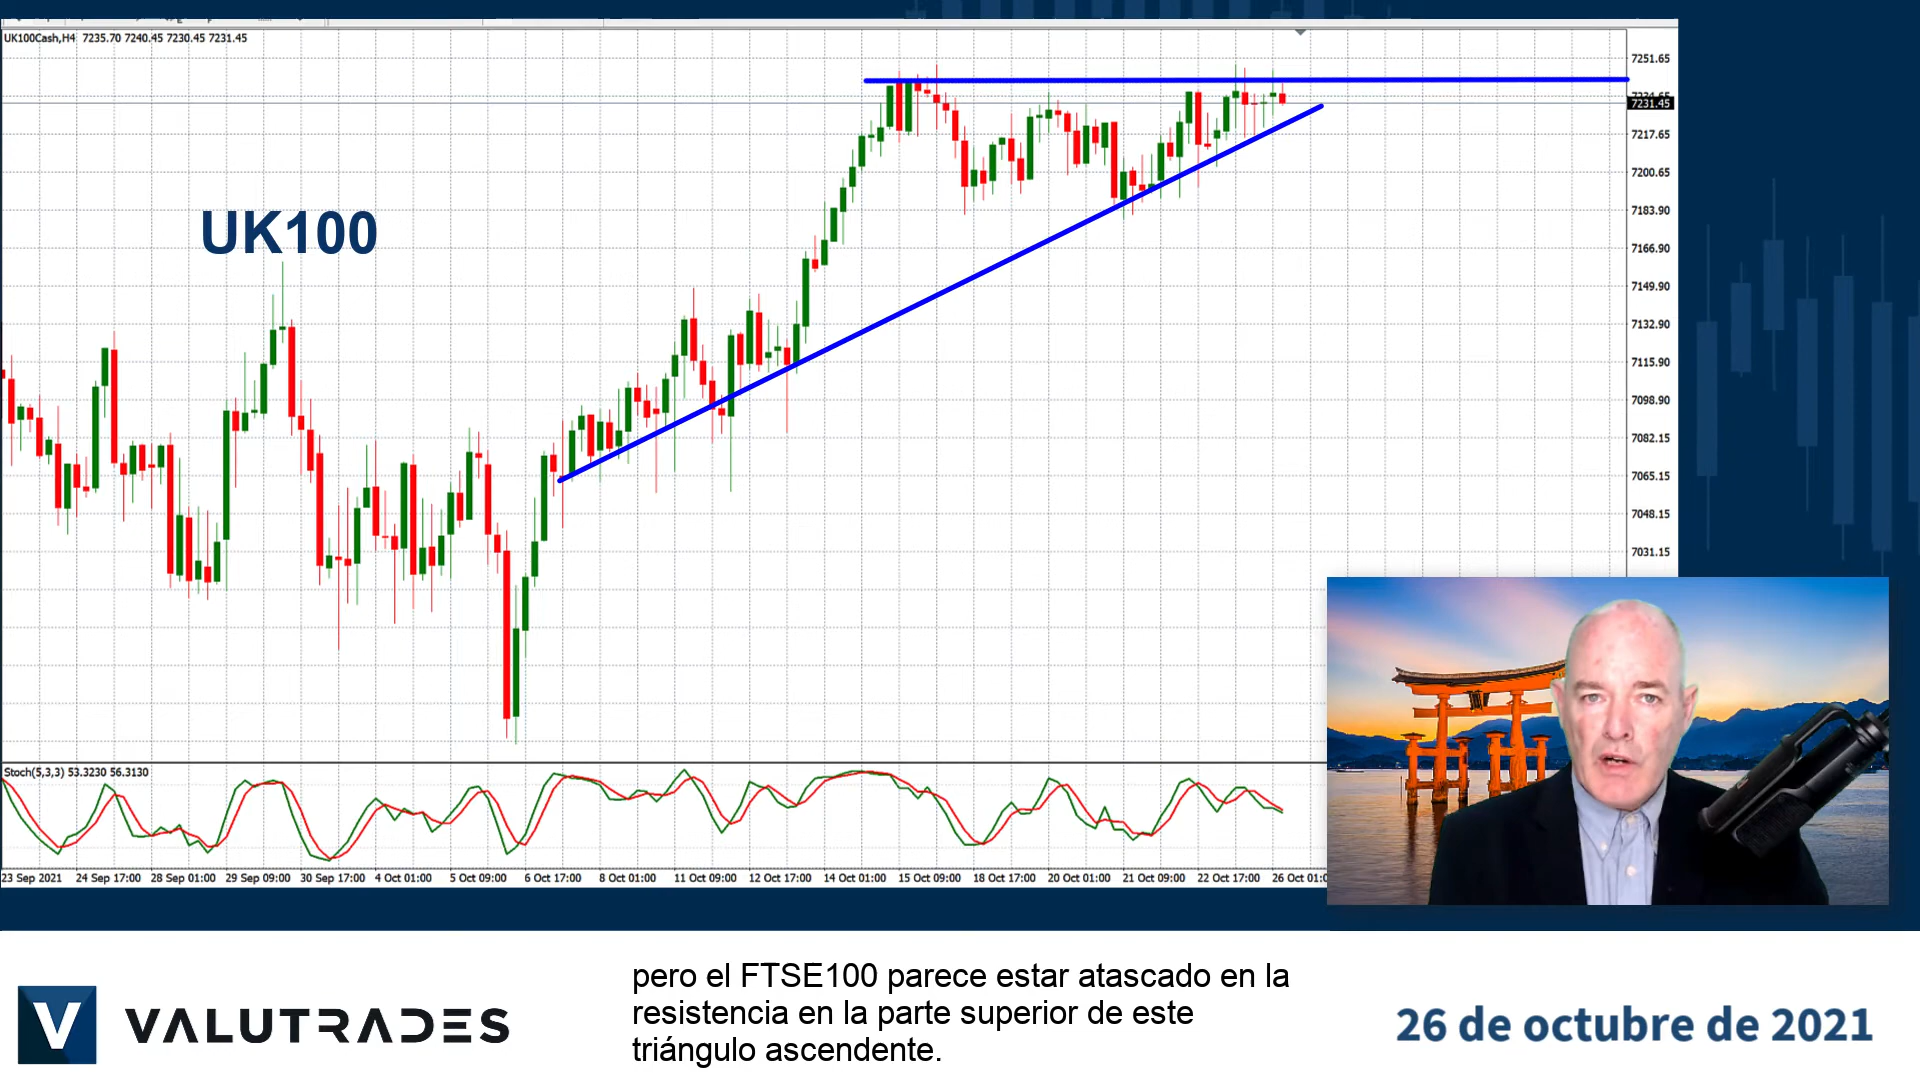 UK100Cash,H4 7235.70 7240.45 7230.45 7231.45
7251.65
7231.45
7217.65
7200.65
7183.90
7166.90
7149.90
7132.90
7115.90
7098.90
7082.15
7065.15
7048.15
7031.15
UK100
Stoch(5,3,3) 53.3230 56.3130
23 Sep 2021 24 Sep 17:00 28 Sep 01:00 29 Sep 09:00 30 Sep 17:00 4 Oct 01:00 5 Oct 09:00 6 Oct 17:00 8 Oct 01:00 11 Oct 09:00 12 Oct 17:00 14 Oct 01:00 15 Oct 09:00 18 Oct 17:00 20 Oct 01:00 21 Oct 09:00 22 Oct 17:00 26 Oct
V VALUTRADES
pero el FTSE100 parece estar atascado en la
resistencia en la parte superior de este
triángulo ascendente.
26 de octubre de 2021